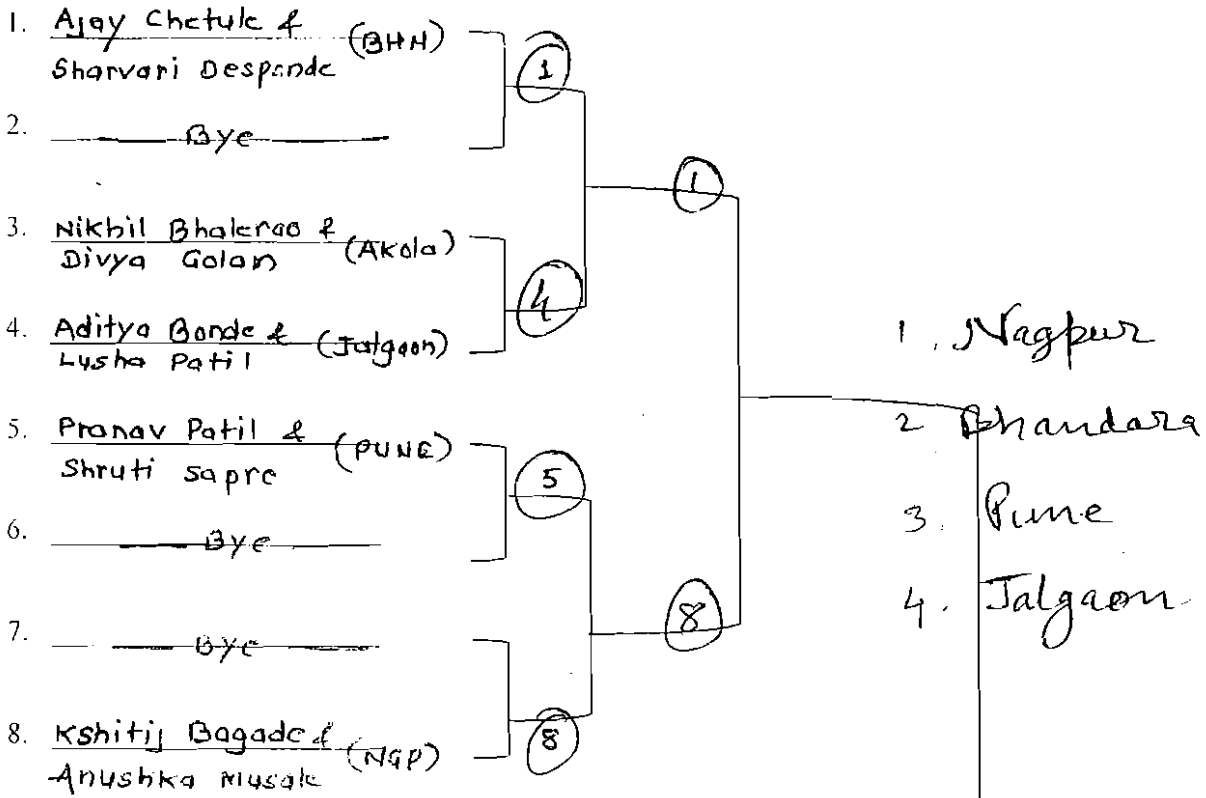 1. Ajay Chetule & (BHN)
Sharvari Despande
1
2. Bye
1
3. Nikhil Bhalerao & (Akola)
Divya Golan
4
4. Aditya Bonde & (Jalgaon)
Lysha Patil
5. Pranav Patil & (PUNE)
Shruti Sapre
5
6. Bye
8
7. Bye
8. Kshitij Bagade & (NGP)
Anushka Musale
8
1. Nagpur
2 Bhandara
3. Pune
4. Jalgaon